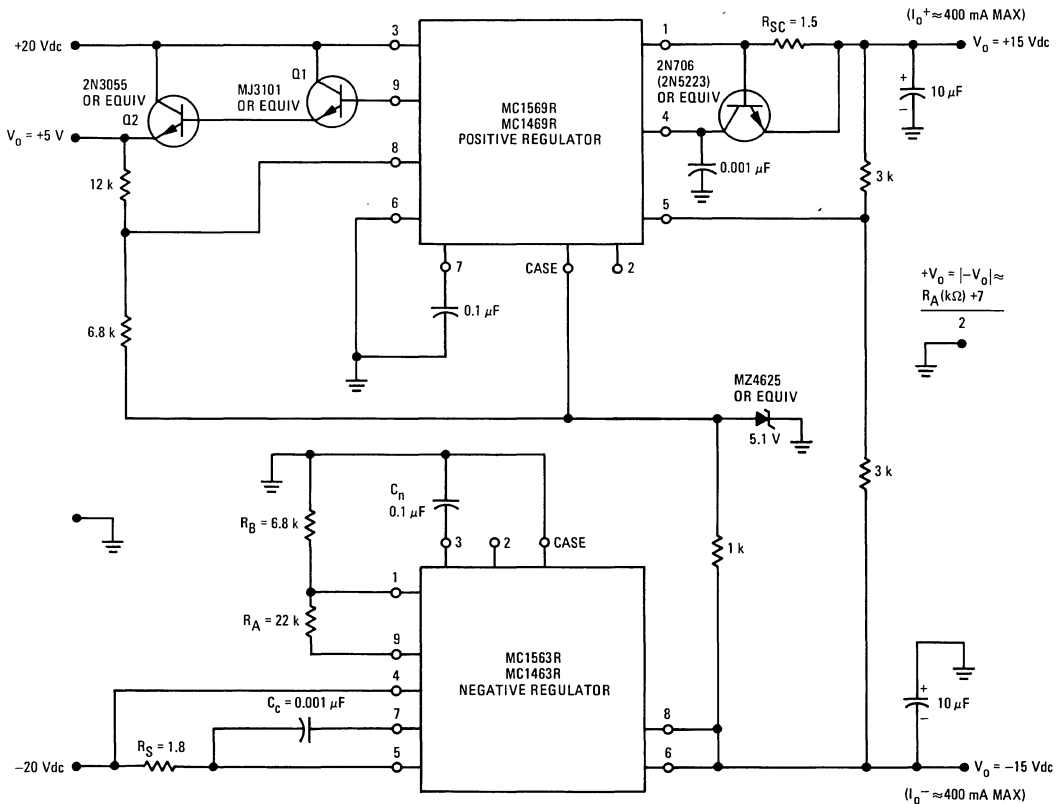 (I₀⁺ ≈ 400 mA MAX)
+20 Vdc
3
1
R_SC = 1.5
V_o = +15 Vdc
2N3055
OR EQUIV
Q2
Q1
MJ3101
OR EQUIV
9
MC1569R
MC1469R
POSITIVE REGULATOR
2N706
(2N5223)
OR EQUIV
4
+
10 μF
−
V_o = +5 V
8
0.001 μF
12 k
3 k
6
5
7
CASE
2
0.1 μF
+V_o = |−V_o| ≈
R_A (kΩ) +7
2
6.8 k
MZ4625
OR EQUIV
5.1 V
3 k
C_n
0.1 μF
R_B = 6.8 k
3
2
CASE
1 k
1
R_A = 22 k
9
MC1563R
MC1463R
NEGATIVE REGULATOR
4
C_c = 0.001 μF
7
8
+
10 μF
−
R_S = 1.8
−20 Vdc
5
6
V_o = −15 Vdc
(I₀⁻ ≈ 400 mA MAX)